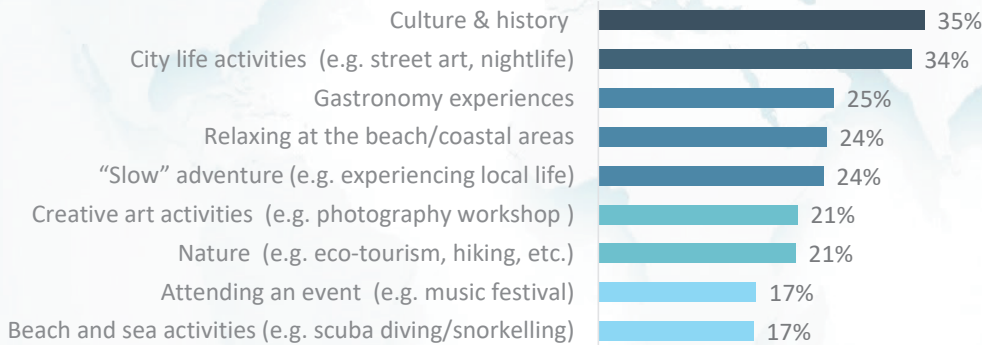 Culture & history 35%
City life activities (e.g. street art, nightlife) 34%
Gastronomy experiences 25%
Relaxing at the beach/coastal areas 24%
“Slow” adventure (e.g. experiencing local life) 24%
Creative art activities (e.g. photography workshop ) 21%
Nature (e.g. eco-tourism, hiking, etc.) 21%
Attending an event (e.g. music festival) 17%
Beach and sea activities (e.g. scuba diving/snorkelling) 17%